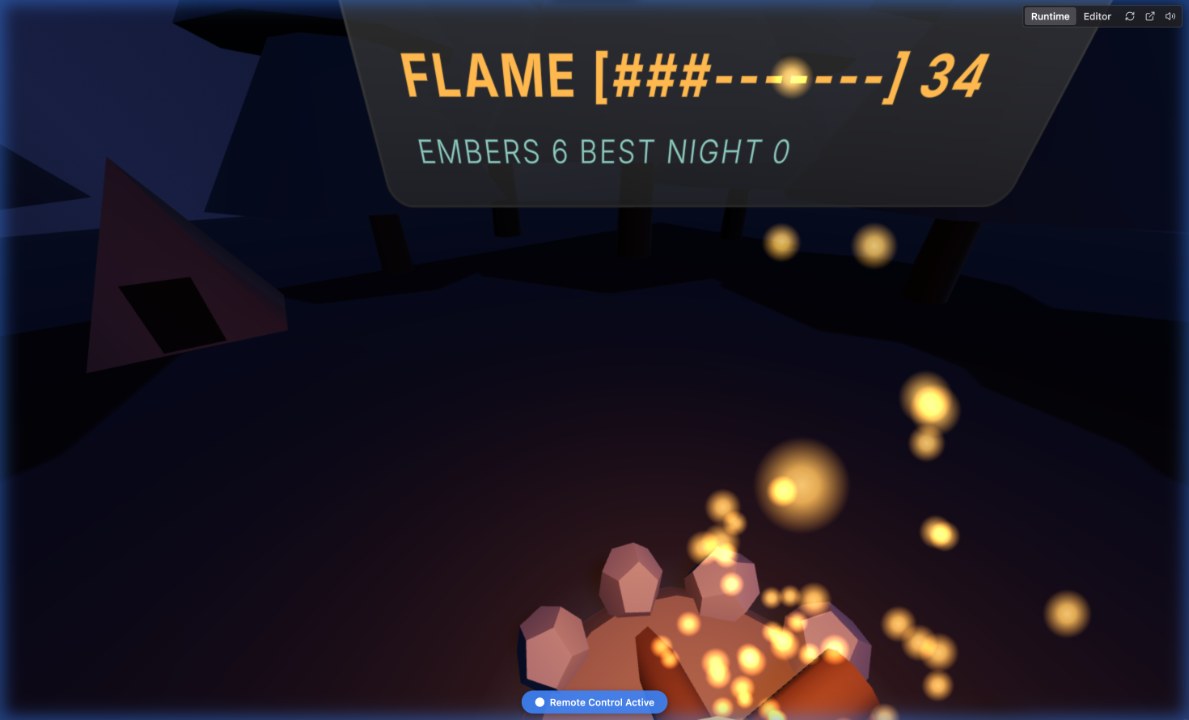 Runtime Editor
FLAME [###-------] 34
EMBERS 6 BEST NIGHT 0
Remote Control Active